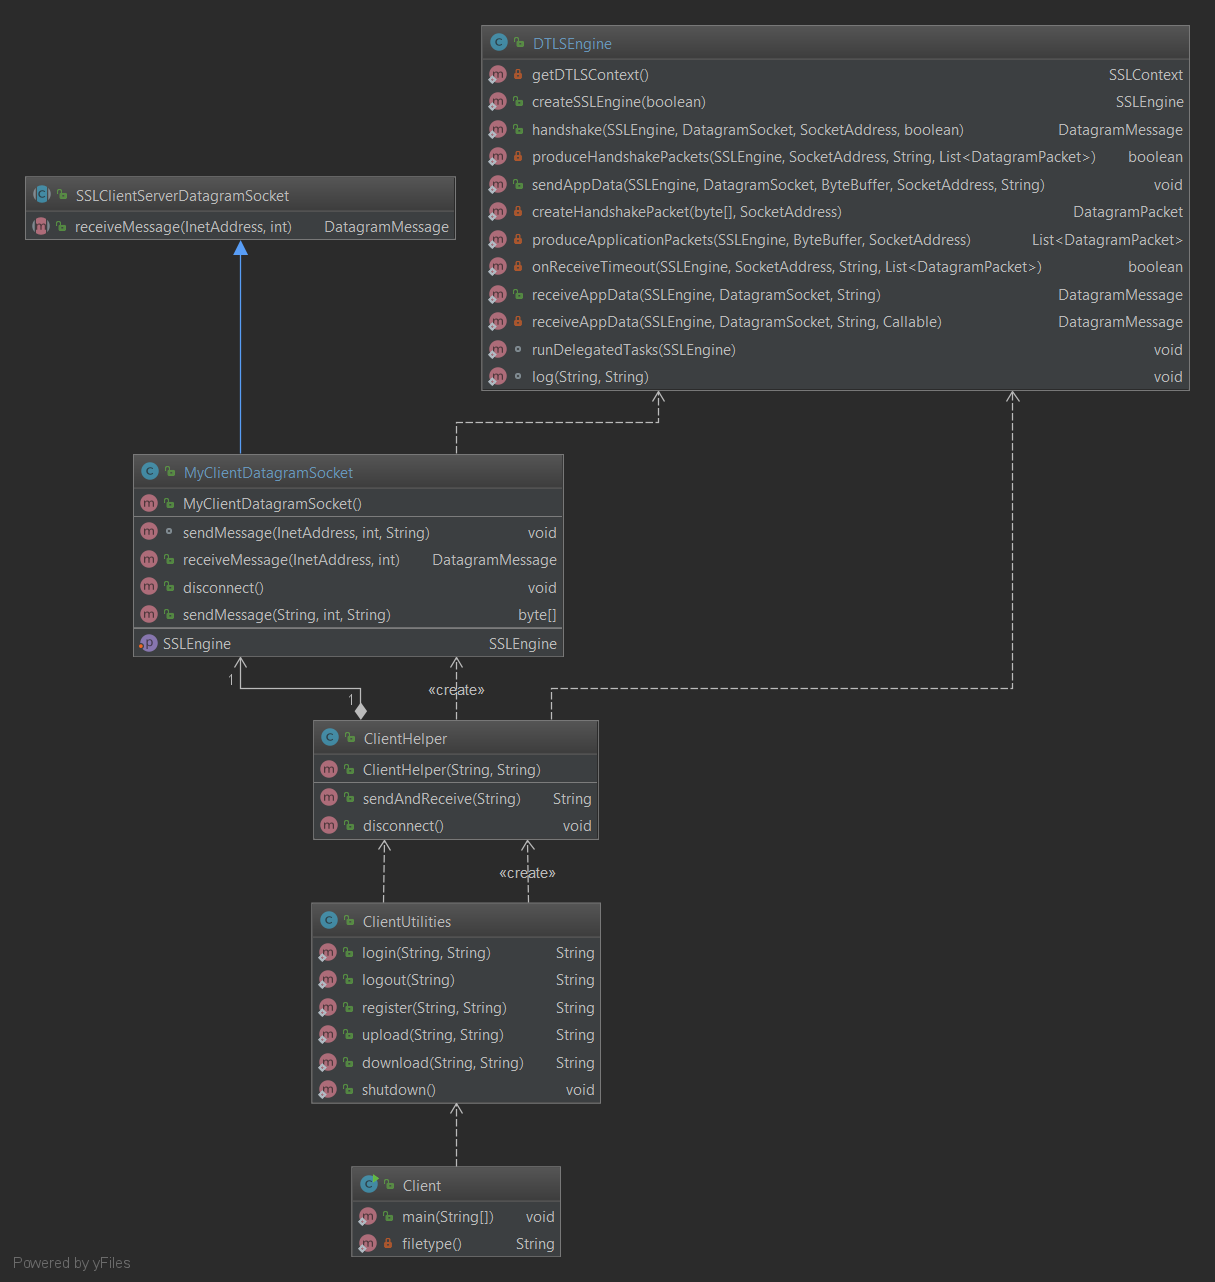 DTLSEngine
getDTLSContext() SSLContext
createSSLEngine(boolean) SSLEngine
handshake(SSLEngine, DatagramSocket, SocketAddress, boolean) DatagramMessage
produceHandshakePackets(SSLEngine, SocketAddress, String, List<DatagramPacket>) boolean
sendAppData(SSLEngine, DatagramSocket, ByteBuffer, SocketAddress, String) void
createHandshakePacket(byte[], SocketAddress) DatagramPacket
produceApplicationPackets(SSLEngine, ByteBuffer, SocketAddress) List<DatagramPacket>
onReceiveTimeout(SSLEngine, SocketAddress, String, List<DatagramPacket>) boolean
receiveAppData(SSLEngine, DatagramSocket, String) DatagramMessage
receiveAppData(SSLEngine, DatagramSocket, String, Callable) DatagramMessage
runDelegatedTasks(SSLEngine) void
log(String, String) void
SSLClientServerDatagramSocket
receiveMessage(InetAddress, int) DatagramMessage
MyClientDatagramSocket
MyClientDatagramSocket()
sendMessage(InetAddress, int, String) void
receiveMessage(InetAddress, int) DatagramMessage
disconnect() void
sendMessage(String, int, String) byte[]
SSLEngine SSLEngine
1
«create»
1
ClientHelper
ClientHelper(String, String)
sendAndReceive(String) String
disconnect() void
«create»
ClientUtilities
login(String, String) String
logout(String) String
register(String, String) String
upload(String, String) String
download(String, String) String
shutdown() void
Client
main(String[]) void
filetype() String
Powered by yFiles